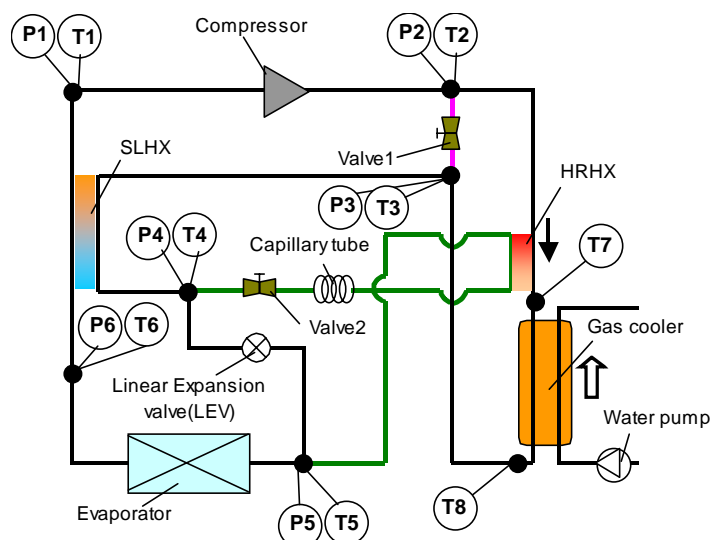 P1
T1
Compressor
P2
T2
SLHX
Valve1
HRHX
P3
T3
P4
T4
Capillary tube
T7
Valve2
Gas cooler
P6
T6
Linear Expansion
valve(LEV)
Water pump
Evaporator
P5
T5
T8